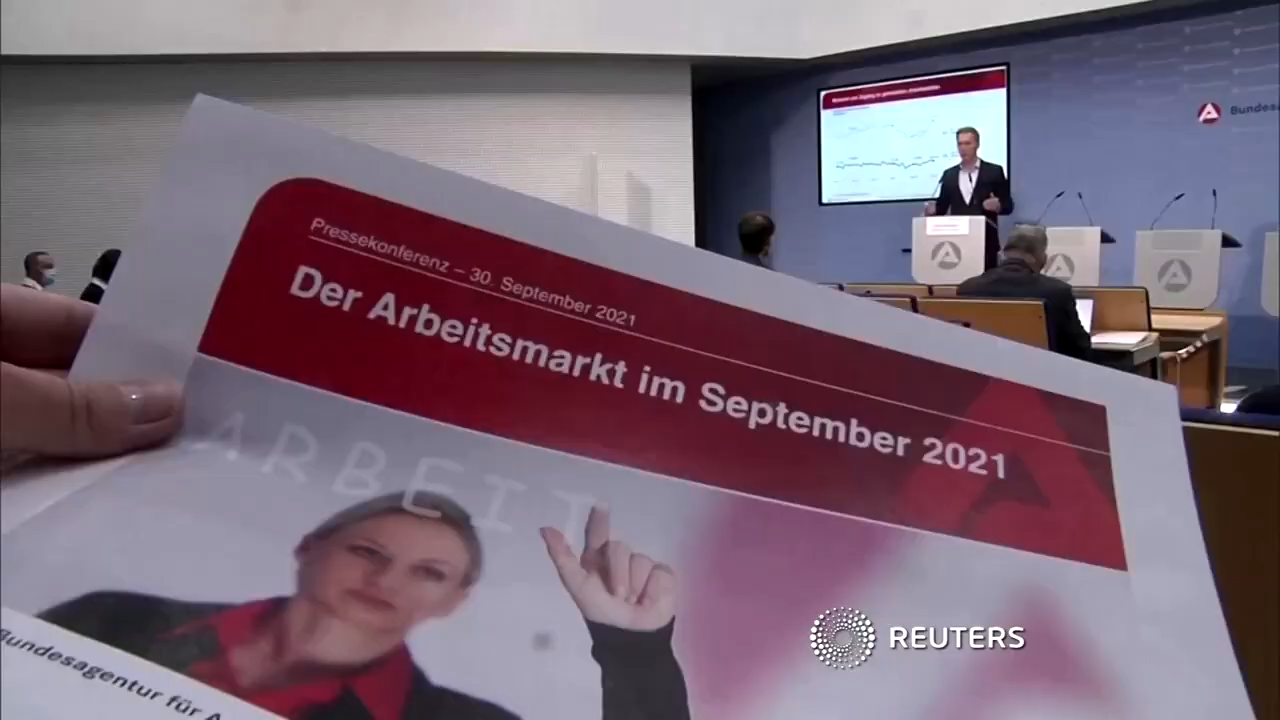 Bundes
Pressekonferenz – 30. September 2021
Der Arbeitsmarkt im September 2021
ARBEIT
Bundesagentur für A
REUTERS